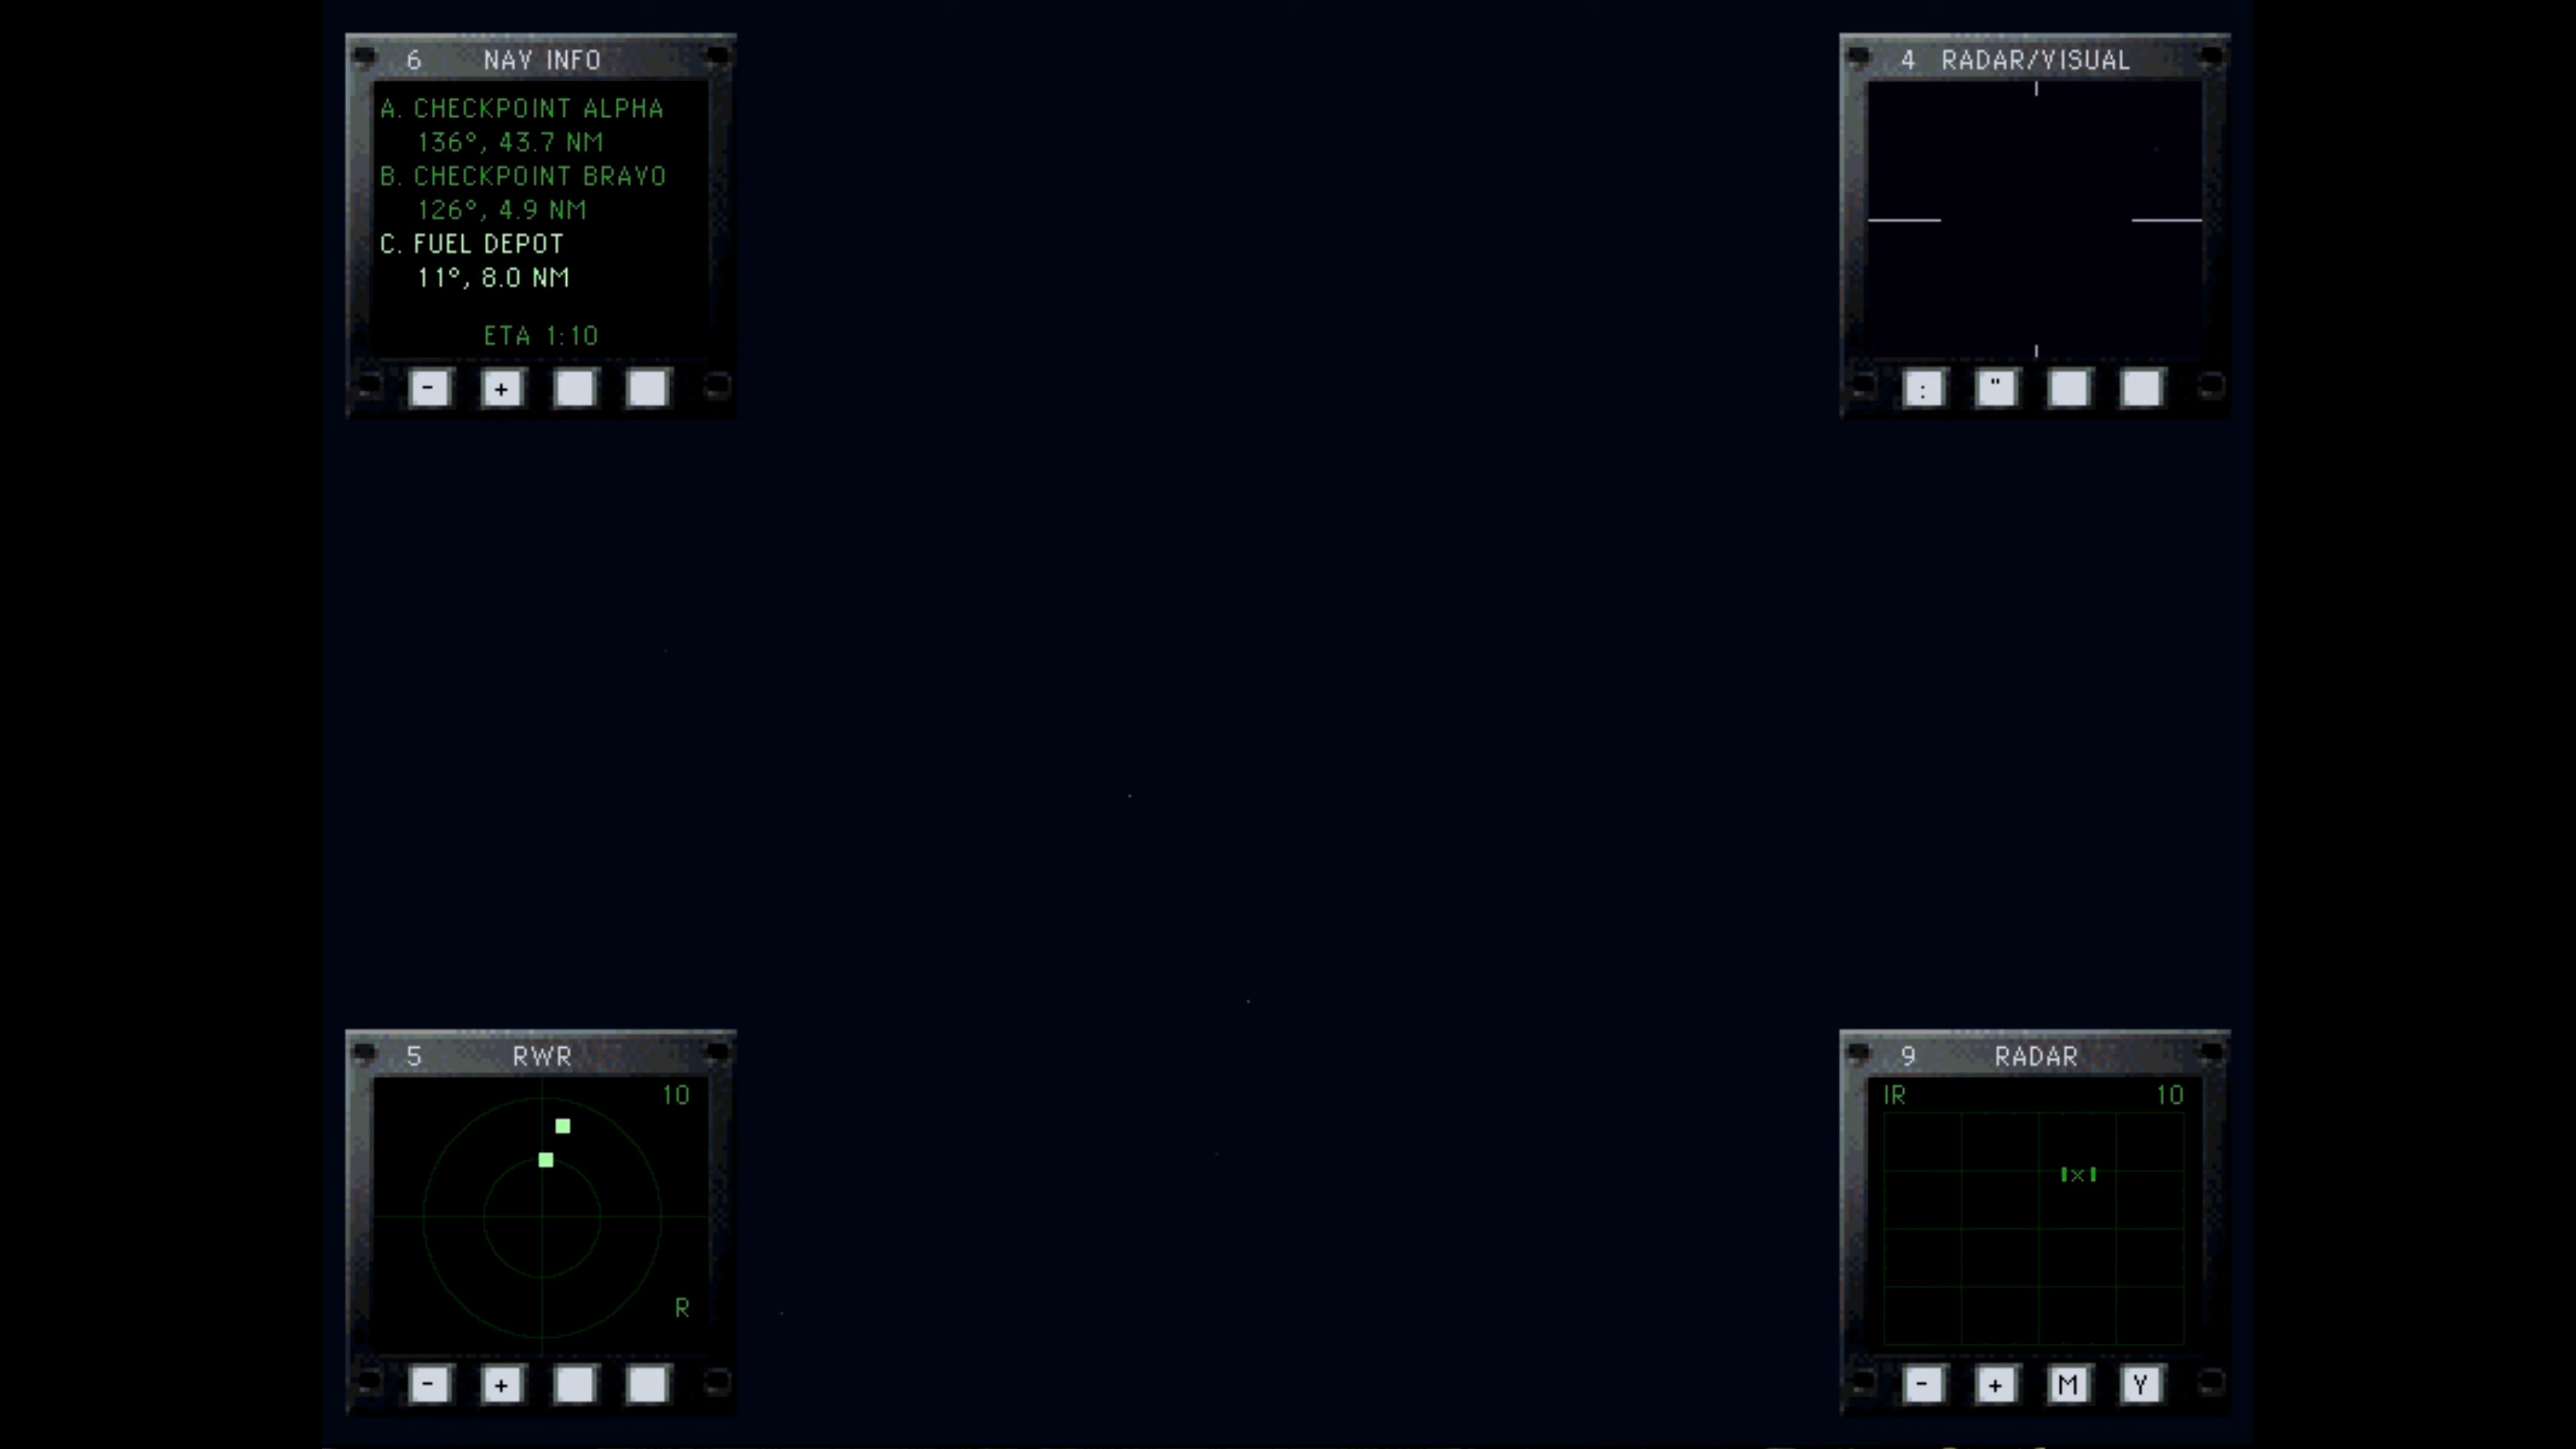 6 NAV INFO
A. CHECKPOINT ALPHA
136°, 43.7 NM
B. CHECKPOINT BRAVO
126°, 4.9 NM
C. FUEL DEPOT
11°, 8.0 NM
ETA 1:10
- +
4 RADAR/VISUAL
: "
5 RWR
10
R
- +
9 RADAR
IR 10
X
- + M Y